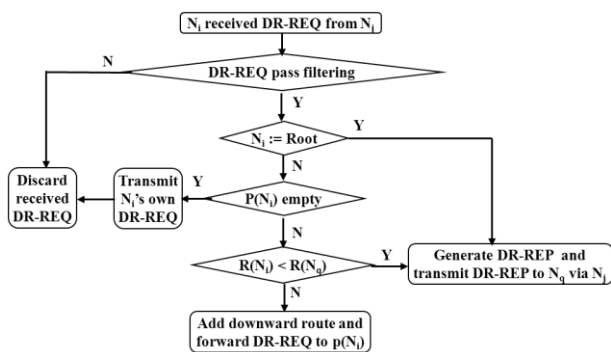 Nᵢ received DR-REQ from Nⱼ
N
DR-REQ pass filtering
Y
Nᵢ := Root
Y
N
Discard
received
DR-REQ
Transmit
Nᵢ's own
DR-REQ
Y
P(Nᵢ) empty
N
R(Nᵢ) < R(N_q)
Y
Generate DR-REP and
transmit DR-REP to N_q via Nⱼ
N
Add downward route and
forward DR-REQ to p(Nᵢ)